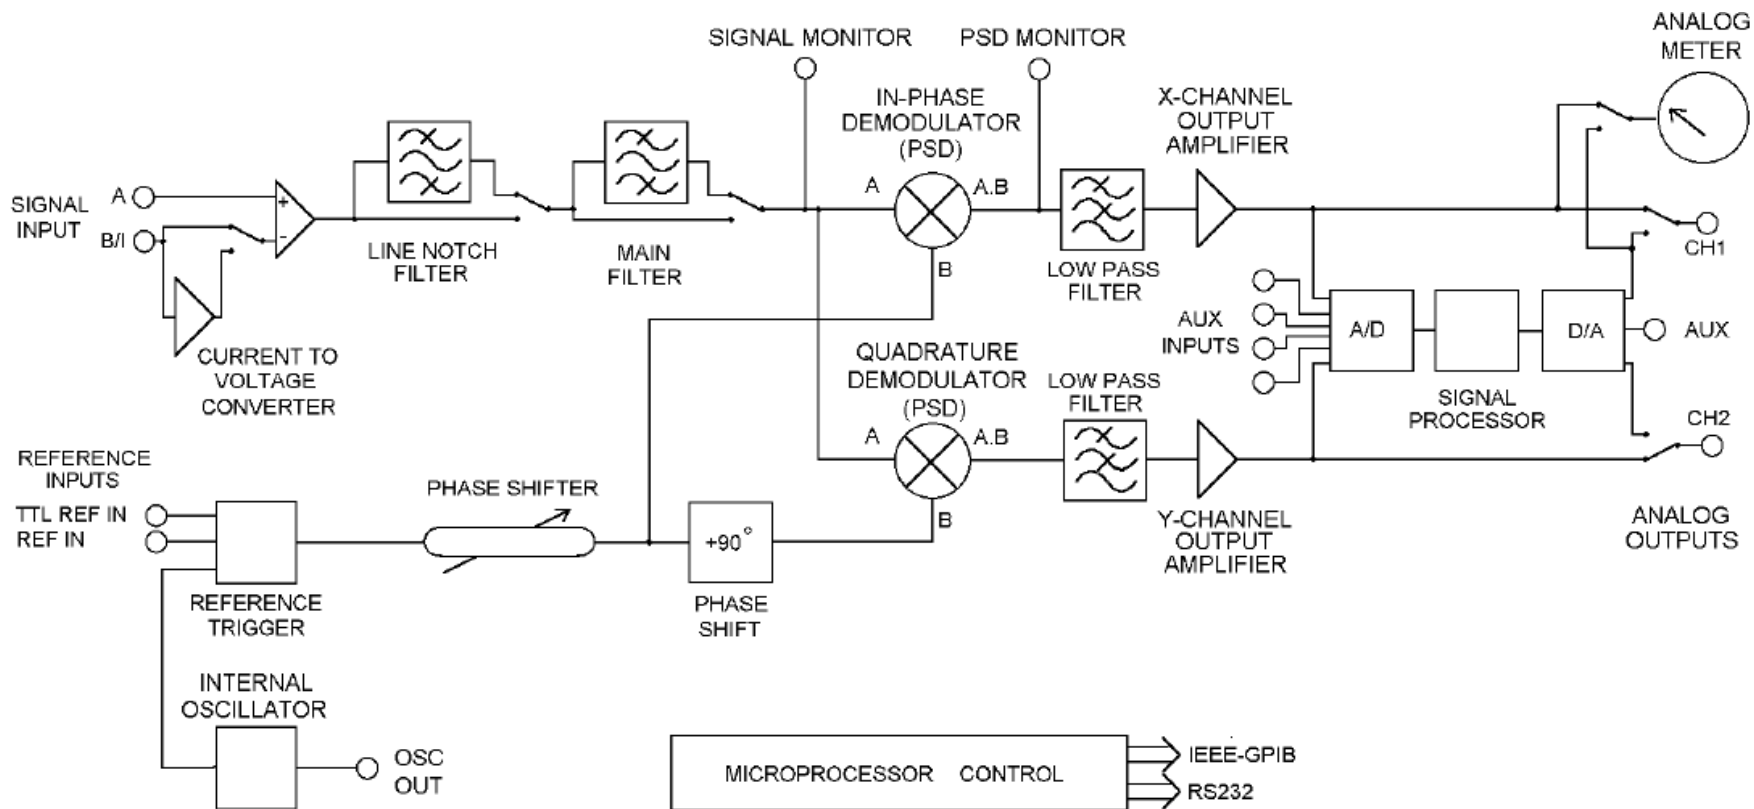 SIGNAL MONITOR
PSD MONITOR
ANALOG
METER
IN-PHASE
DEMODULATOR
(PSD)
X-CHANNEL
OUTPUT
AMPLIFIER
SIGNAL
INPUT
A
B/I
+
-
LINE NOTCH
FILTER
MAIN
FILTER
A
A.B
B
LOW PASS
FILTER
CH1
CURRENT TO
VOLTAGE
CONVERTER
AUX
INPUTS
A/D
D/A
AUX
SIGNAL
PROCESSOR
QUADRATURE
DEMODULATOR
(PSD)
LOW PASS
FILTER
A
A.B
B
CH2
REFERENCE
INPUTS
TTL REF IN
REF IN
PHASE SHIFTER
+90°
PHASE
SHIFT
Y-CHANNEL
OUTPUT
AMPLIFIER
ANALOG
OUTPUTS
REFERENCE
TRIGGER
INTERNAL
OSCILLATOR
OSC
OUT
MICROPROCESSOR CONTROL
IEEE-GPIB
RS232